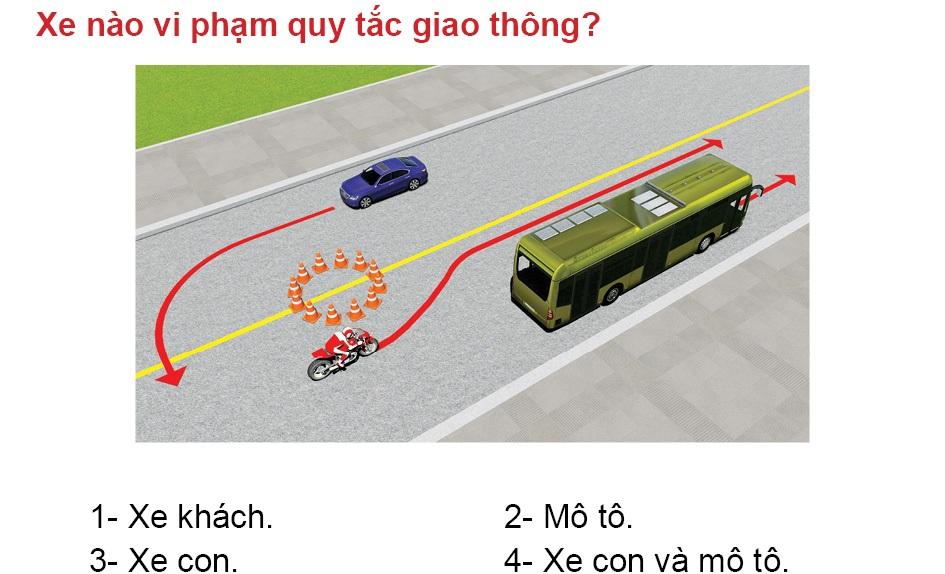 Xe nào vi phạm quy tắc giao thông?
1- Xe khách.
2- Mô tô.
3- Xe con.
4- Xe con và mô tô.